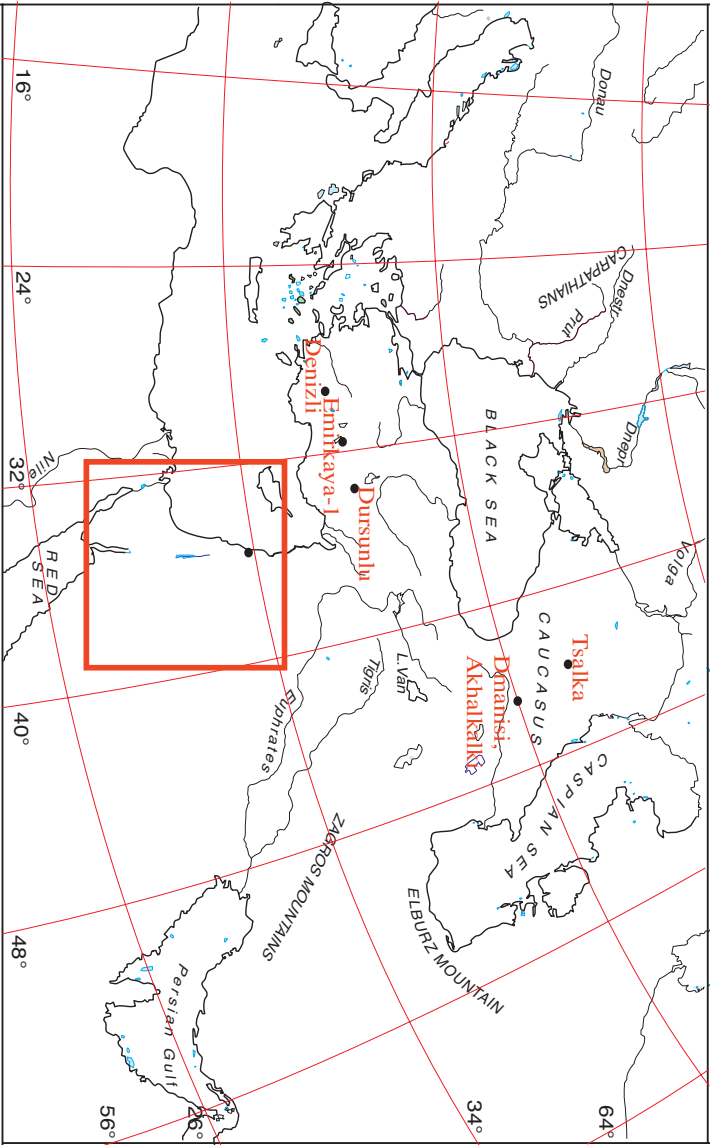 16°
24°
32°
40°
48°
56°
26°
34°
64°
Donau
CARPATHIANS
Dnestr
Prut
Dnepr
Volga
BLACK SEA
CAUCASUS
CASPIAN SEA
ELBURZ MOUNTAIN
ZAGROS MOUNTAINS
Persian Gulf
Euphrates
Tigris
L.Van
Nile
RED
SEA
Denizli
Emirkaya-1
Dursunlu
Tsalka
Dmanisi,
Akhalkalki